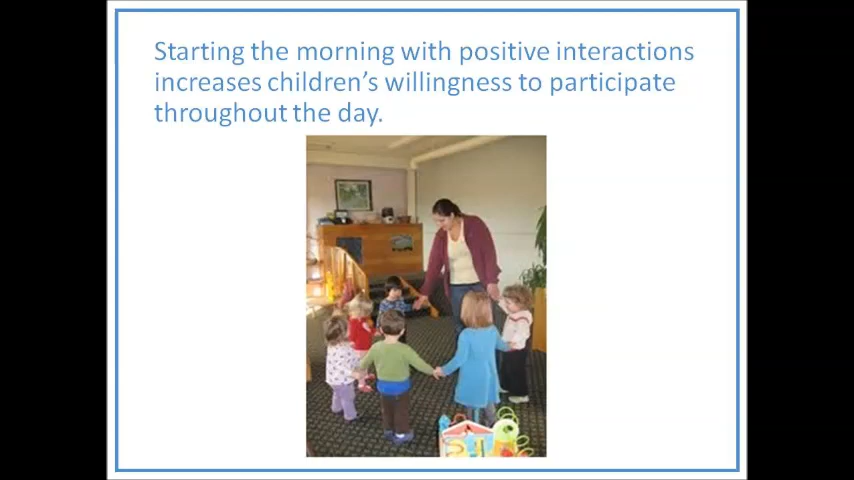 Starting the morning with positive interactions
increases children’s willingness to participate
throughout the day.